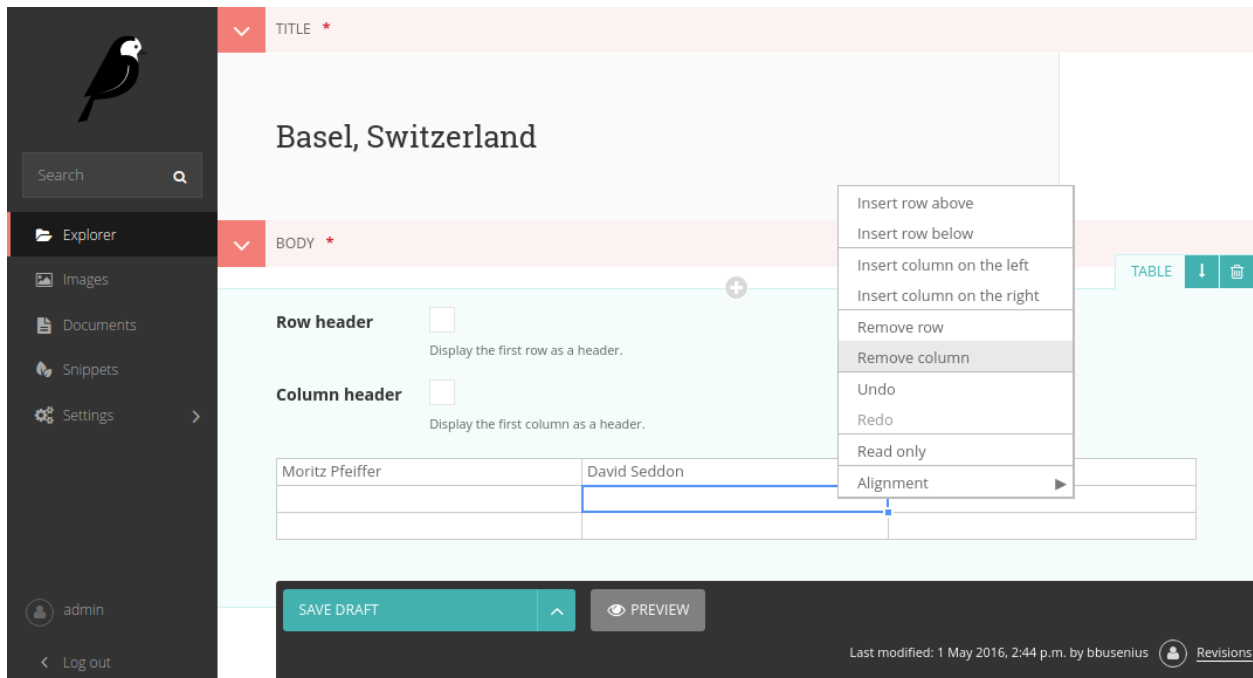 TITLE *
Basel, Switzerland
Search
Explorer
Images
Documents
Snippets
Settings
admin
Log out
BODY *
TABLE
Row header
Display the first row as a header.
Column header
Display the first column as a header.
Moritz Pfeiffer David Seddon
Insert row above
Insert row below
Insert column on the left
Insert column on the right
Remove row
Remove column
Undo
Redo
Read only
Alignment
SAVE DRAFT
PREVIEW
Last modified: 1 May 2016, 2:44 p.m. by bbusenius Revisions